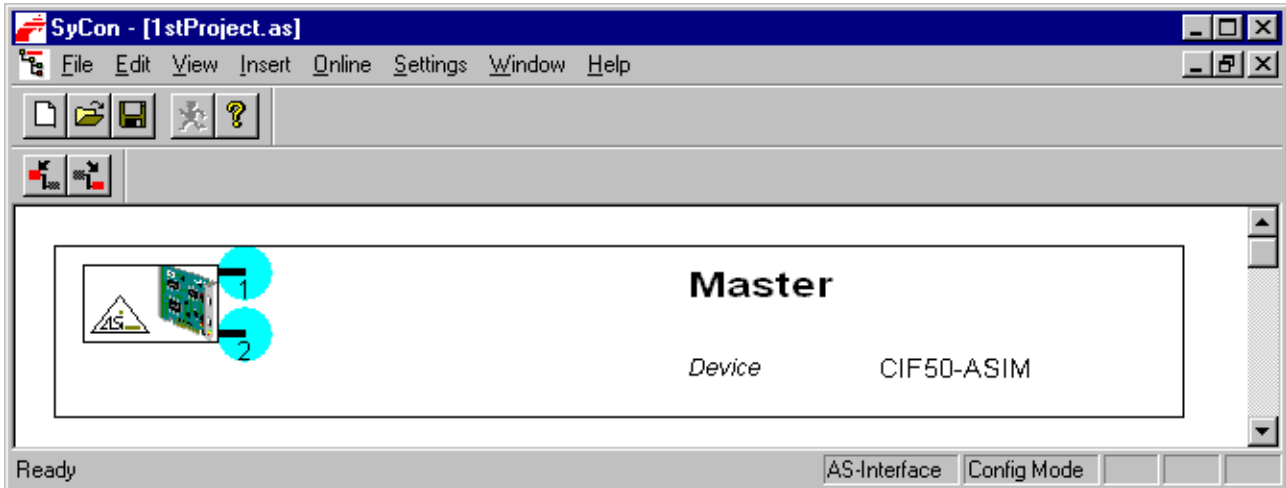 SyCon - [1stProject.as]
File Edit View Insert Online Settings Window Help
?
ASi
1
2
Master
Device CIF50-ASIM
Ready AS-Interface Config Mode